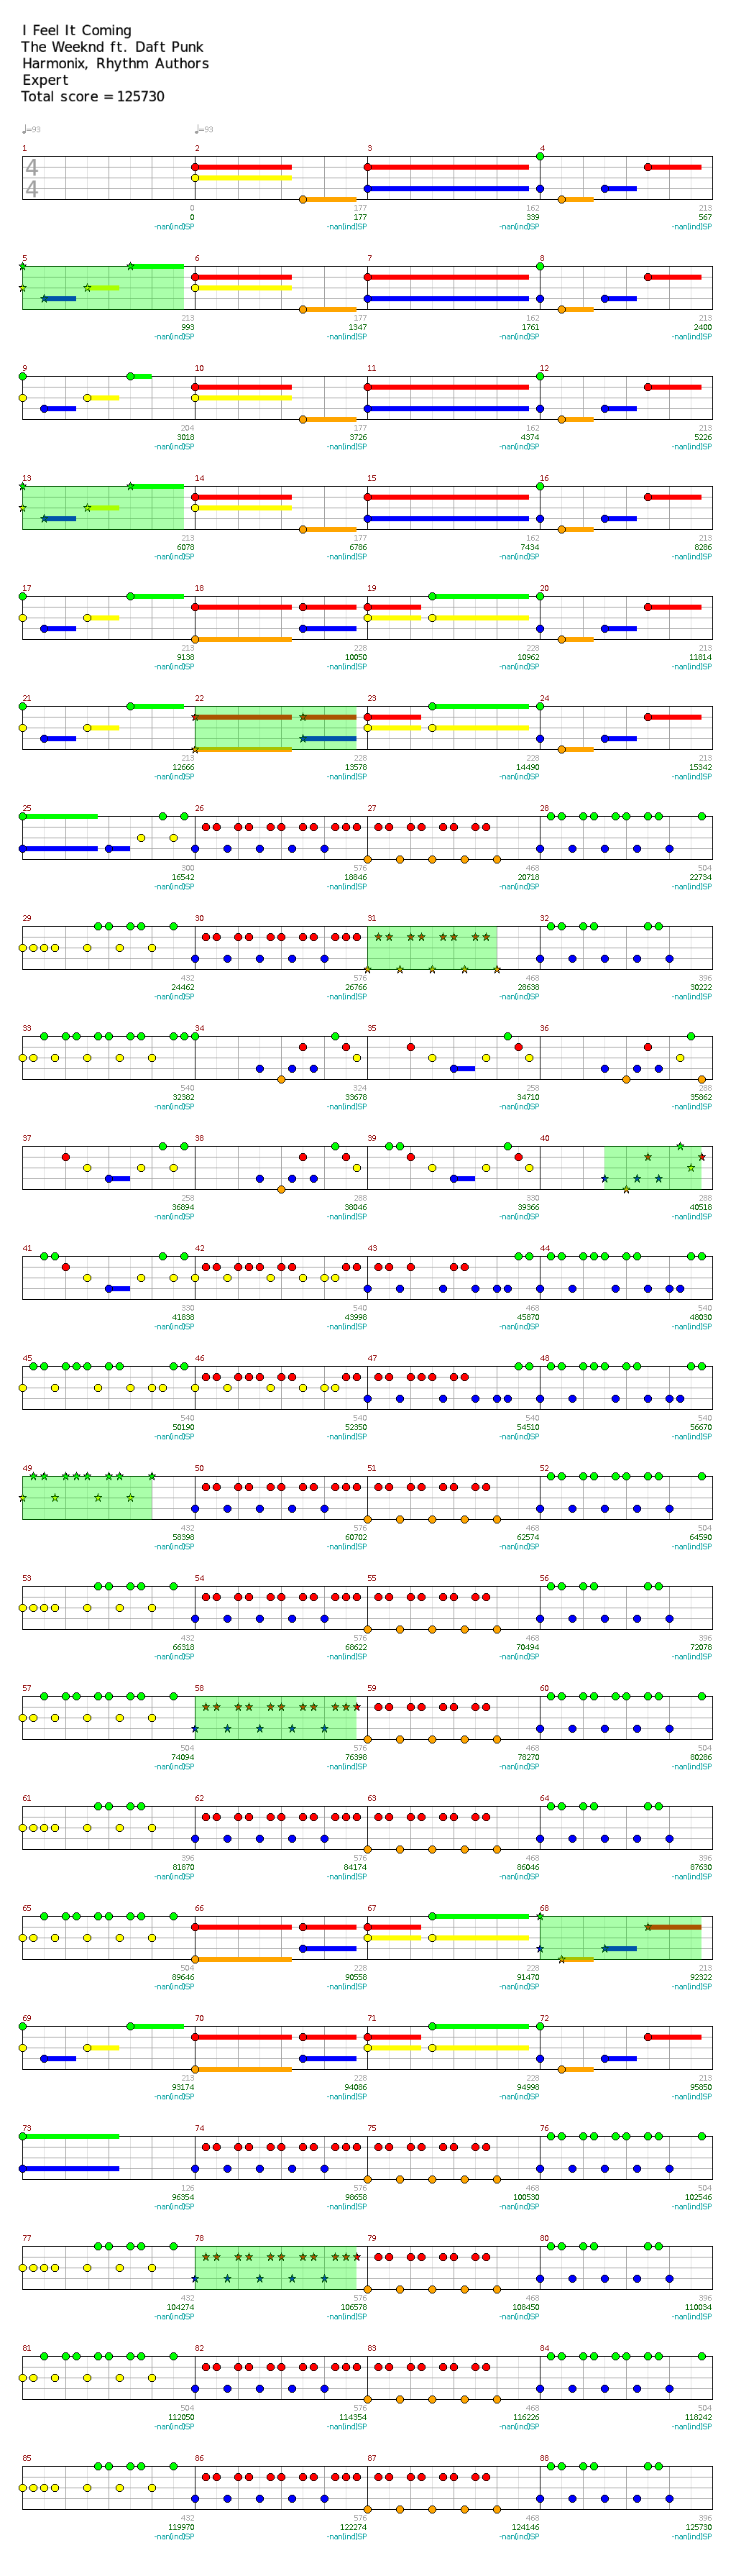 I Feel It Coming
The Weeknd ft. Daft Punk
Harmonix, Rhythm Authors
Expert
Total score = 125730
♩=93 ♩=93
1 2 3 4
4
4
0 177 162 213
0 177 339 567
-nan(ind)SP -nan(ind)SP -nan(ind)SP -nan(ind)SP
5 6 7 8
213 177 162 213
993 1347 1761 2400
-nan(ind)SP -nan(ind)SP -nan(ind)SP -nan(ind)SP
9 10 11 12
204 177 162 213
3018 3726 4374 5226
-nan(ind)SP -nan(ind)SP -nan(ind)SP -nan(ind)SP
13 14 15 16
213 177 162 213
6078 6786 7434 8286
-nan(ind)SP -nan(ind)SP -nan(ind)SP -nan(ind)SP
17 18 19 20
213 228 228 213
9138 10050 10962 11814
-nan(ind)SP -nan(ind)SP -nan(ind)SP -nan(ind)SP
21 22 23 24
213 228 228 213
12666 13578 14490 15342
-nan(ind)SP -nan(ind)SP -nan(ind)SP -nan(ind)SP
25 26 27 28
300 576 468 504
16542 18846 20718 22734
-nan(ind)SP -nan(ind)SP -nan(ind)SP -nan(ind)SP
29 30 31 32
432 576 468 396
24462 26766 28638 30222
-nan(ind)SP -nan(ind)SP -nan(ind)SP -nan(ind)SP
33 34 35 36
540 324 258 288
32382 33678 34710 35862
-nan(ind)SP -nan(ind)SP -nan(ind)SP -nan(ind)SP
37 38 39 40
258 288 330 288
36894 38046 39366 40518
-nan(ind)SP -nan(ind)SP -nan(ind)SP -nan(ind)SP
41 42 43 44
330 540 468 540
41838 43998 45870 48030
-nan(ind)SP -nan(ind)SP -nan(ind)SP -nan(ind)SP
45 46 47 48
540 540 540 540
50190 52350 54510 56670
-nan(ind)SP -nan(ind)SP -nan(ind)SP -nan(ind)SP
49 50 51 52
432 576 468 504
58398 60702 62574 64590
-nan(ind)SP -nan(ind)SP -nan(ind)SP -nan(ind)SP
53 54 55 56
432 576 468 396
66318 68622 70494 72078
-nan(ind)SP -nan(ind)SP -nan(ind)SP -nan(ind)SP
57 58 59 60
504 576 468 504
74094 76398 78270 80286
-nan(ind)SP -nan(ind)SP -nan(ind)SP -nan(ind)SP
61 62 63 64
396 576 468 396
81870 84174 86046 87630
-nan(ind)SP -nan(ind)SP -nan(ind)SP -nan(ind)SP
65 66 67 68
504 228 228 213
89646 90558 91470 92322
-nan(ind)SP -nan(ind)SP -nan(ind)SP -nan(ind)SP
69 70 71 72
213 228 228 213
93174 94086 94998 95850
-nan(ind)SP -nan(ind)SP -nan(ind)SP -nan(ind)SP
73 74 75 76
126 576 468 504
96354 98658 100530 102546
-nan(ind)SP -nan(ind)SP -nan(ind)SP -nan(ind)SP
77 78 79 80
432 576 468 396
104274 106578 108450 110034
-nan(ind)SP -nan(ind)SP -nan(ind)SP -nan(ind)SP
81 82 83 84
504 576 468 504
112050 114354 116226 118242
-nan(ind)SP -nan(ind)SP -nan(ind)SP -nan(ind)SP
85 86 87 88
432 576 468 396
119970 122274 124146 125730
-nan(ind)SP -nan(ind)SP -nan(ind)SP -nan(ind)SP